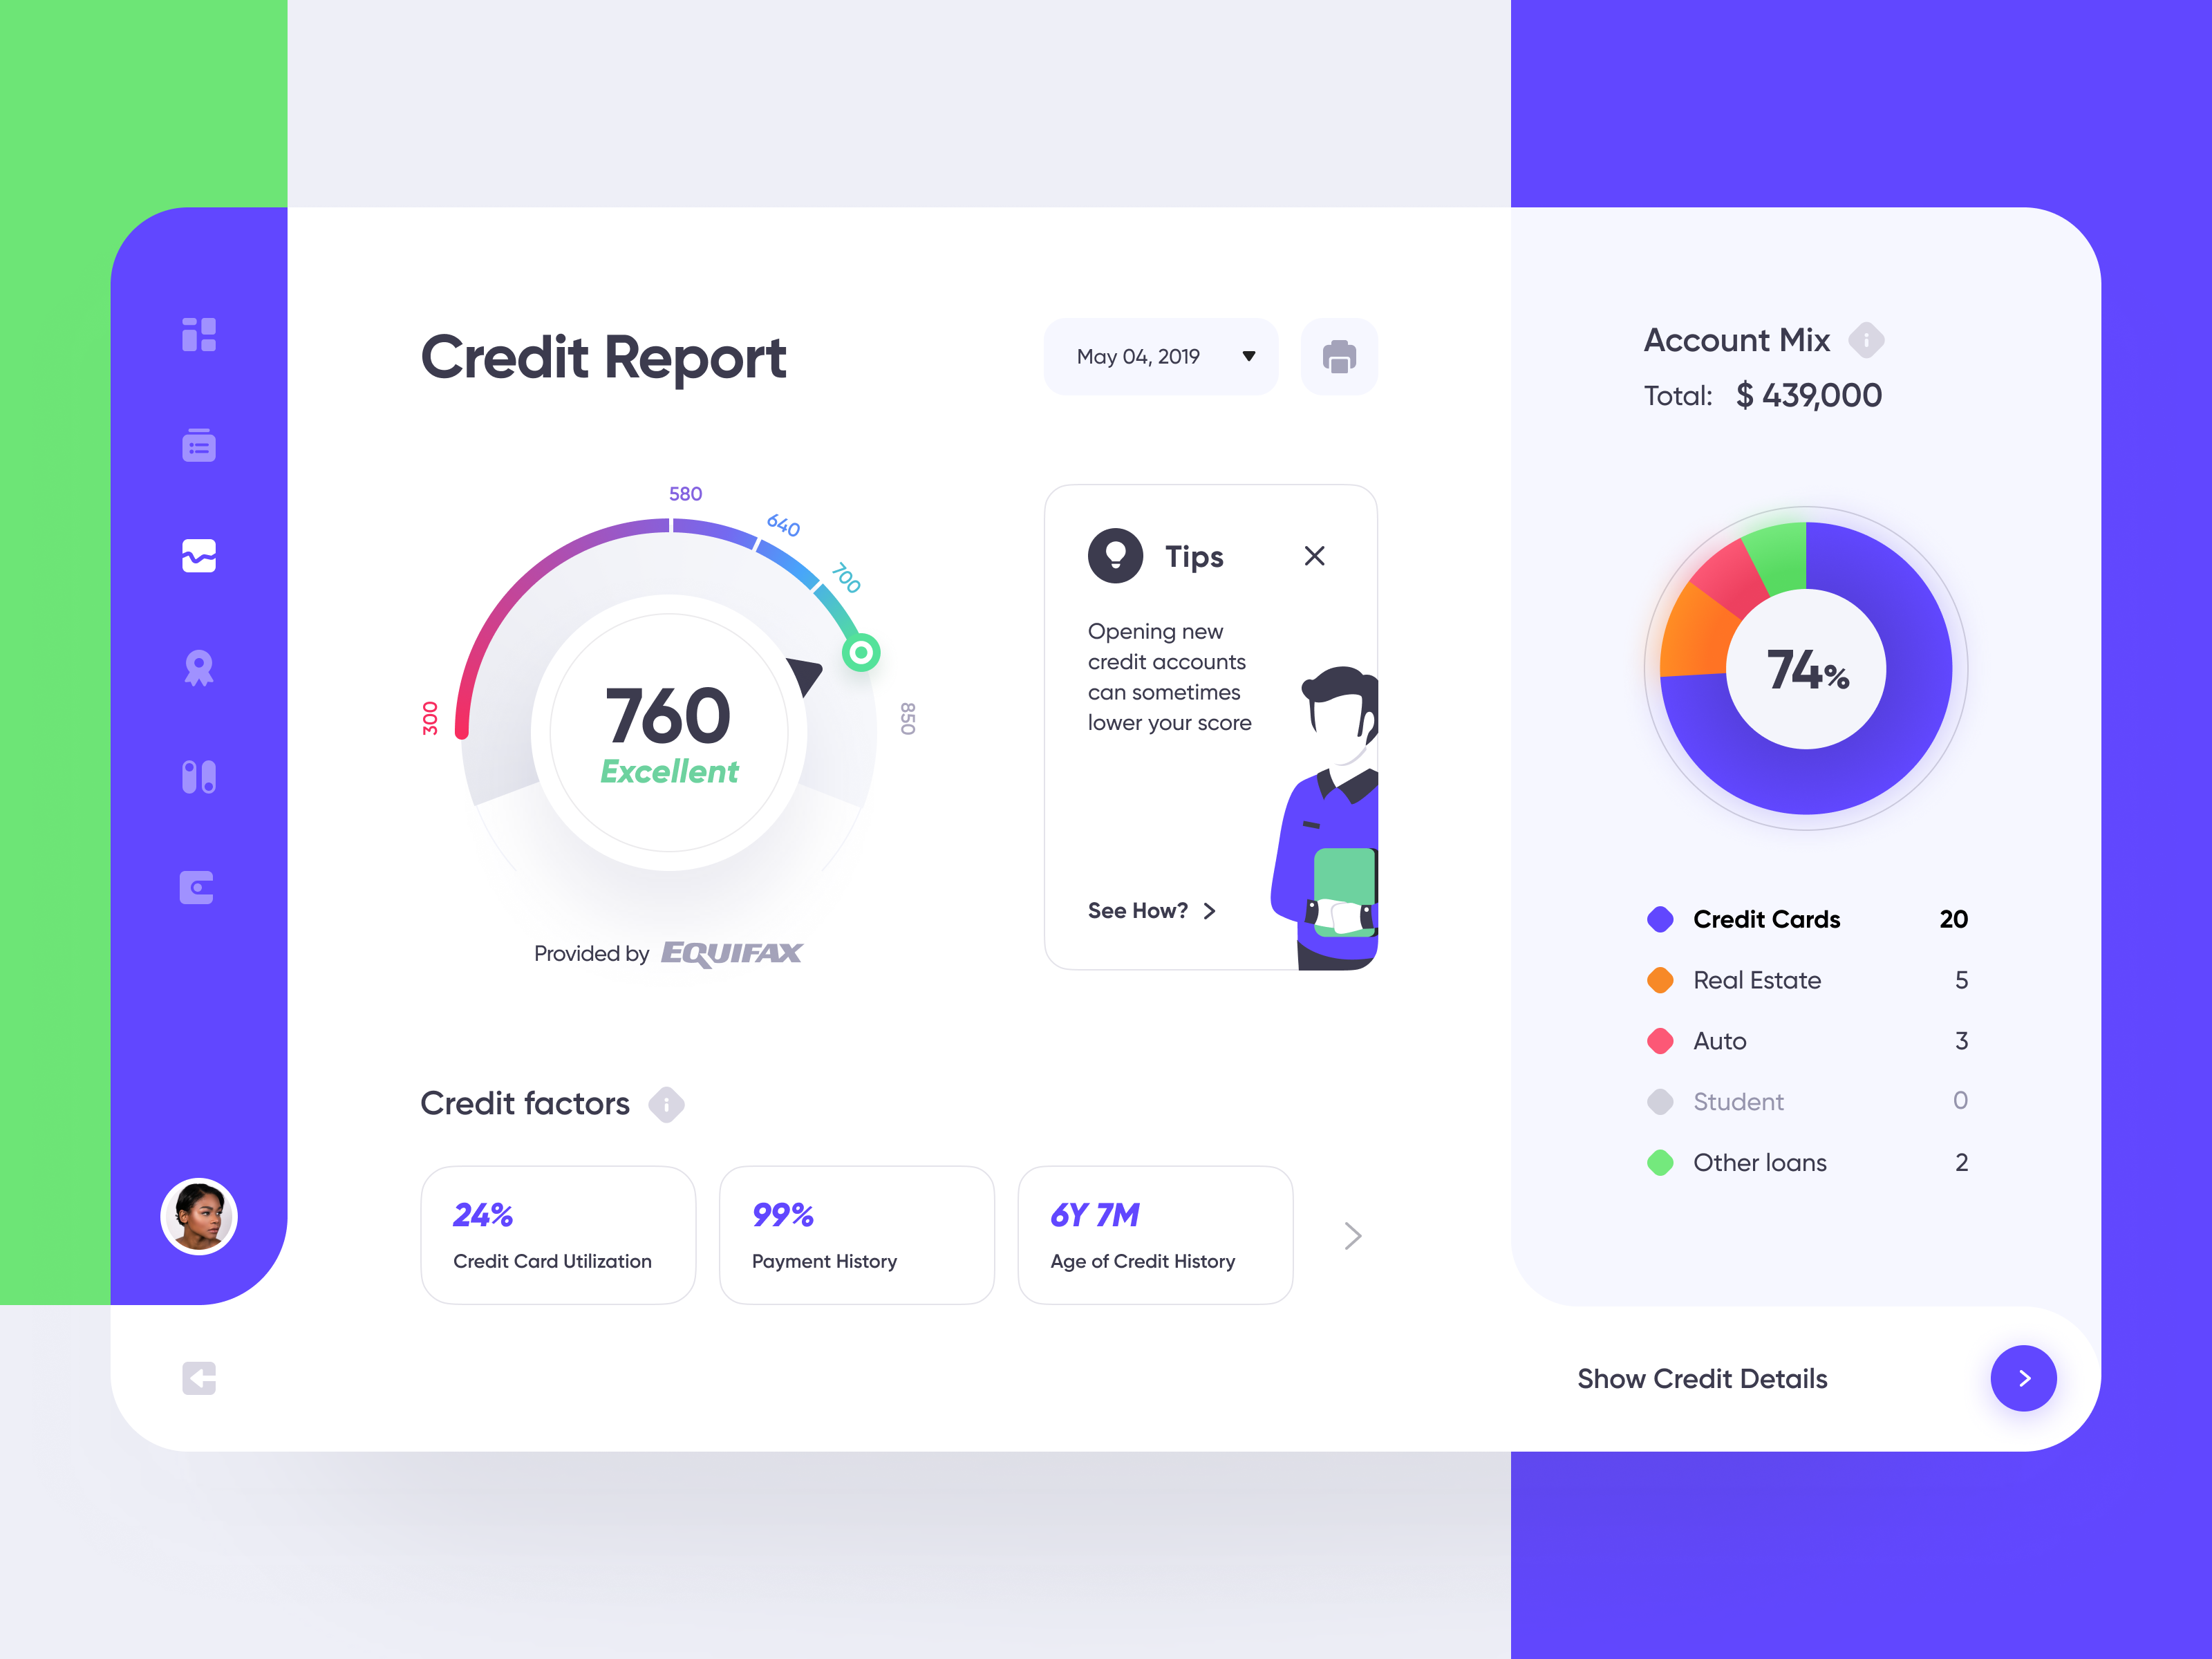 Credit Report
May 04, 2019
580
640
700
300
850
760
Excellent
Provided by EQUIFAX
Tips
Opening new
credit accounts
can sometimes
lower your score
See How?
Credit factors
24%
Credit Card Utilization
99%
Payment History
6Y 7M
Age of Credit History
Account Mix
Total: $ 439,000
74%
Credit Cards 20
Real Estate 5
Auto 3
Student 0
Other loans 2
Show Credit Details